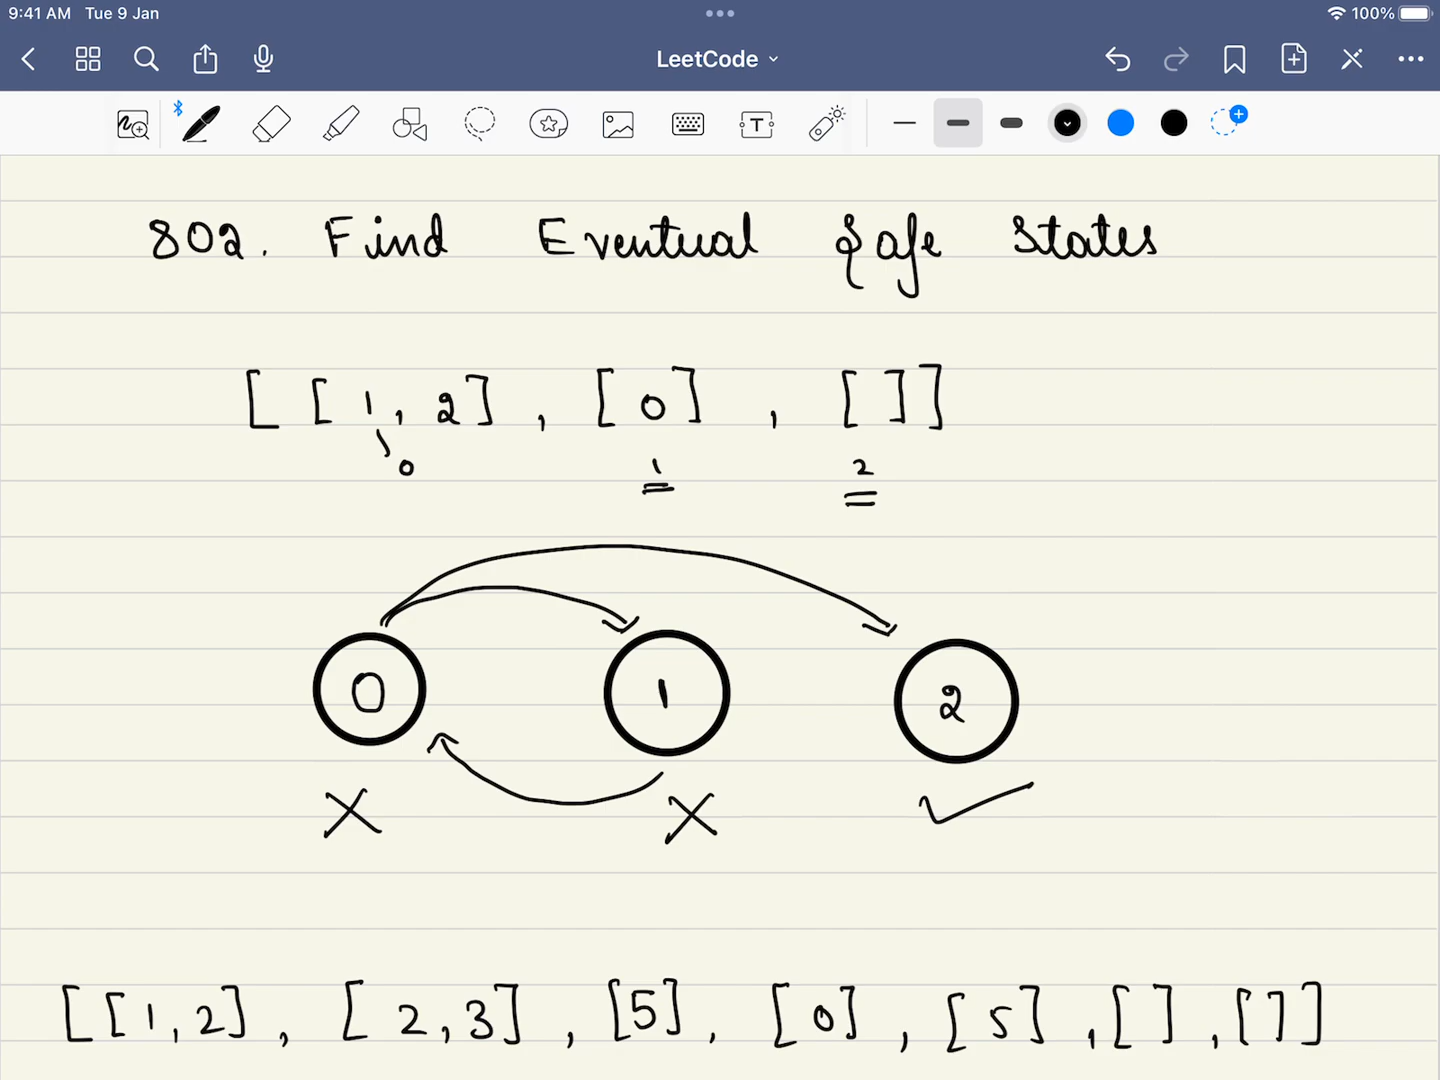 9:41 AM Tue 9 Jan 100%
LeetCode
T
802. Find Eventual Safe States
[ [ 1, 2] , [ 0 ] , [ ] ]
0 1 2
0 1 2
[[1,2] , [ 2,3] , [5] , [ 0] , [ 5] ,[ ] ,[ ] ]